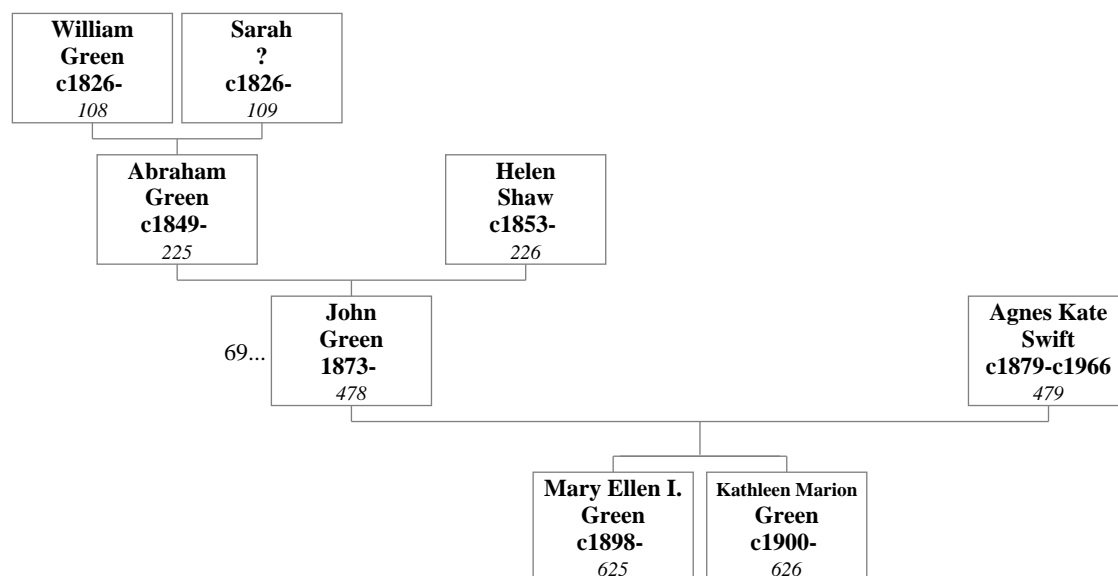 William
Green
c1826-
108
Sarah
?
c1826-
109
Abraham
Green
c1849-
225
Helen
Shaw
c1853-
226
69...
John
Green
1873-
478
Agnes Kate
Swift
c1879-c1966
479
Mary Ellen I.
Green
c1898-
625
Kathleen Marion
Green
c1900-
626